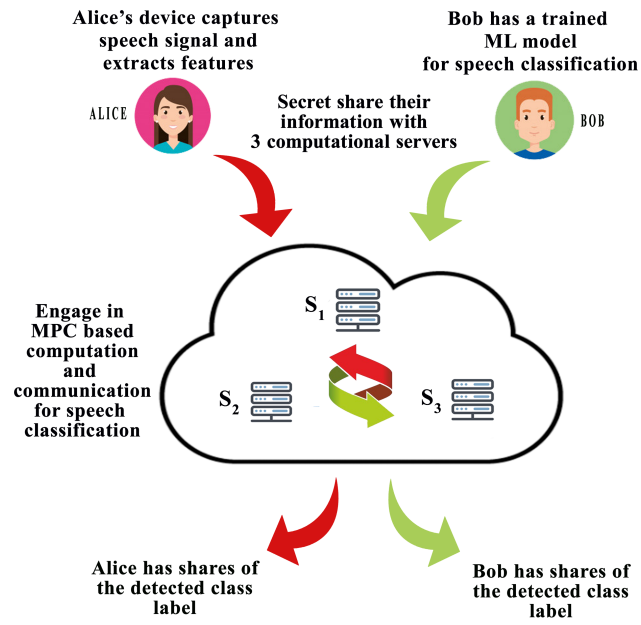 Alice's device captures
speech signal and
extracts features
Bob has a trained
ML model
for speech classification
ALICE
Secret share their
information with
3 computational servers
BOB
S1
Engage in
MPC based
computation
and
communication
for speech
classification
S2
S3
Alice has shares of
the detected class
label
Bob has shares of
the detected class
label